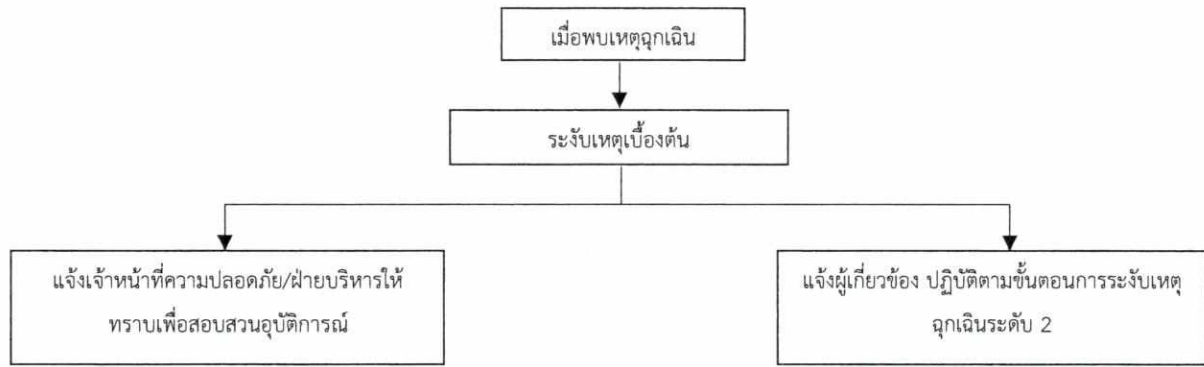 เมื่อพบเหตุฉุกเฉิน
ระงับเหตุเบื้องต้น
แจ้งเจ้าหน้าที่ความปลอดภัย/ฝ่ายบริหารให้
ทราบเพื่อสอบสวนอุบัติการณ์
แจ้งผู้เกี่ยวข้อง ปฏิบัติตามขั้นตอนการระงับเหตุ
ฉุกเฉินระดับ 2